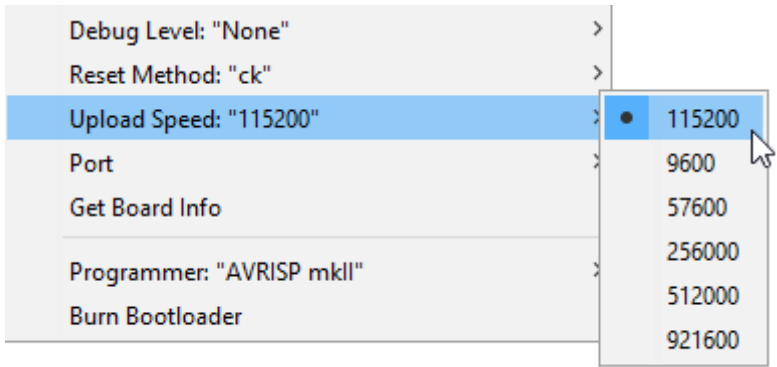 Debug Level: "None"
Reset Method: "ck"
Upload Speed: "115200"
Port
Get Board Info
Programmer: "AVRISP mkII"
Burn Bootloader
115200
9600
57600
256000
512000
921600